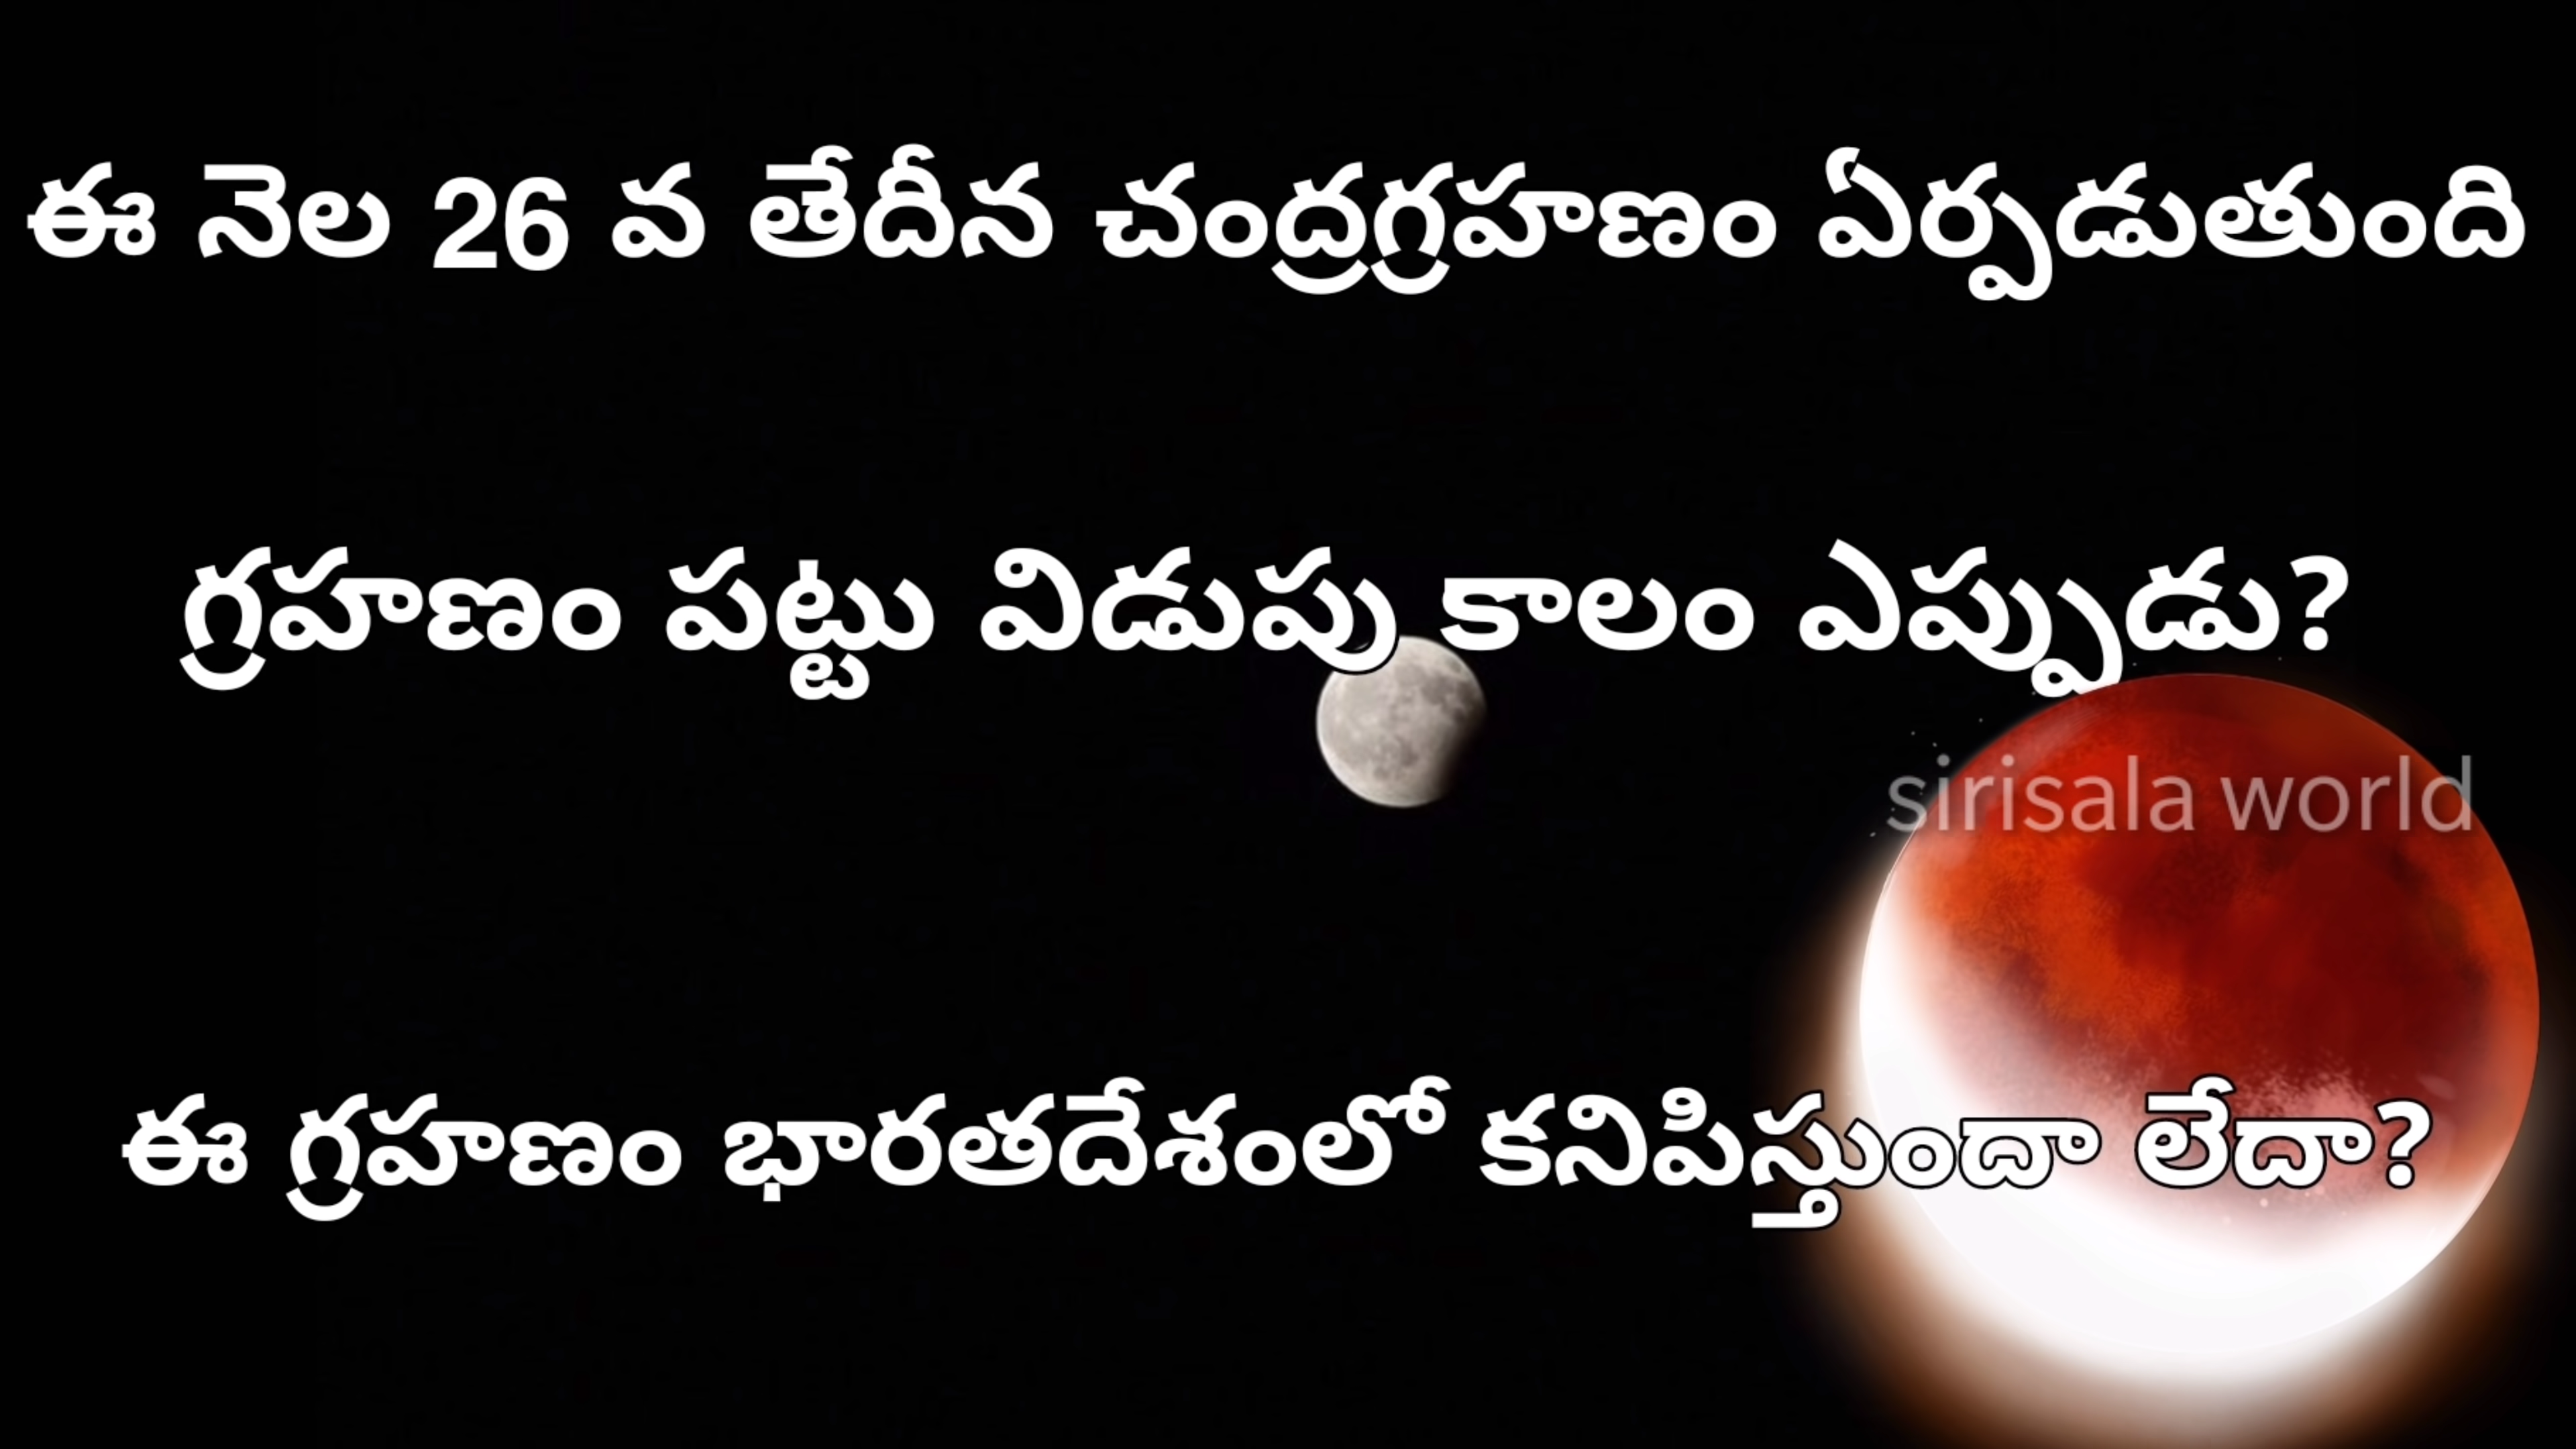 ఈ నెల 26 వ తేదీన చంద్రగ్రహణం ఏర్పడుతుంది
గ్రహణం పట్టు విడుపు కాలం ఎప్పుడు?
sirisala world
ఈ గ్రహణం భారతదేశంలో కనిపిస్తుందా లేదా?